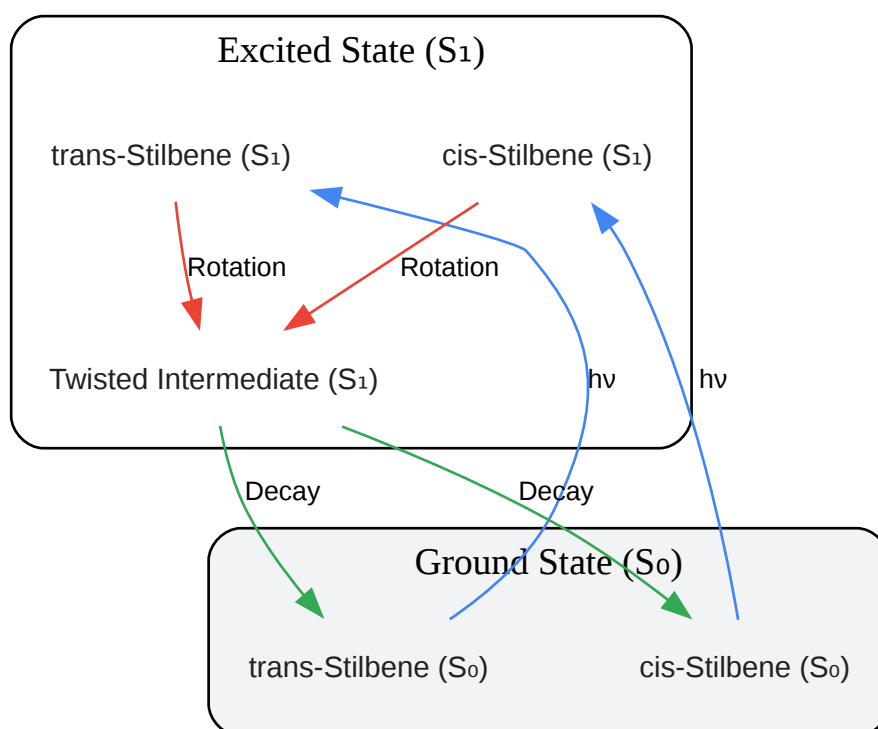 Excited State (S₁)
trans-Stilbene (S₁)
cis-Stilbene (S₁)
Rotation
Rotation
Twisted Intermediate (S₁)
hν
hν
Decay
Decay
Ground State (S₀)
trans-Stilbene (S₀)
cis-Stilbene (S₀)